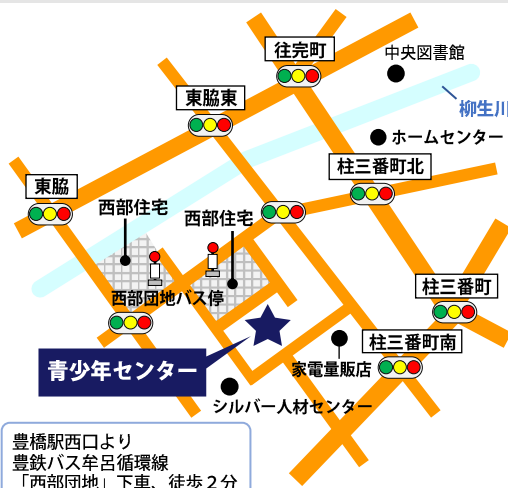 往完町
中央図書館
東脇東
柳生川
ホームセンター
柱三番町北
東脇
西部住宅
西部住宅
柱三番町
西部団地バス停
柱三番町南
青少年センター
家電量販店
シルバー人材センター
豊橋駅西口より
豊鉄バス牟呂循環線
「西部団地」下車、徒歩２分